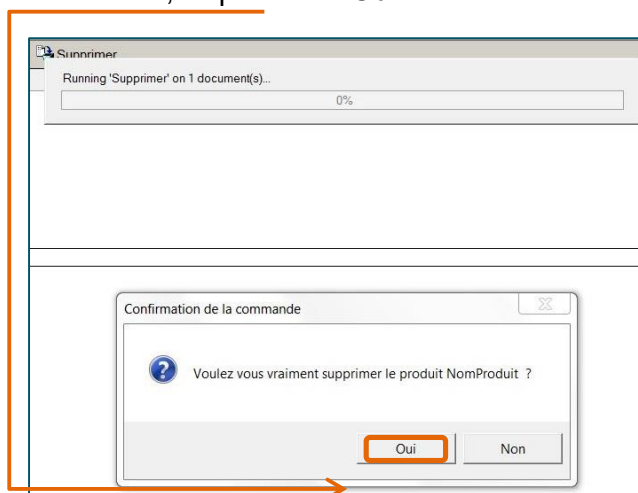 Supprimer
Running 'Supprimer' on 1 document(s)...
0%
Confirmation de la commande
Voulez vous vraiment supprimer le produit NomProduit ?
Oui
Non